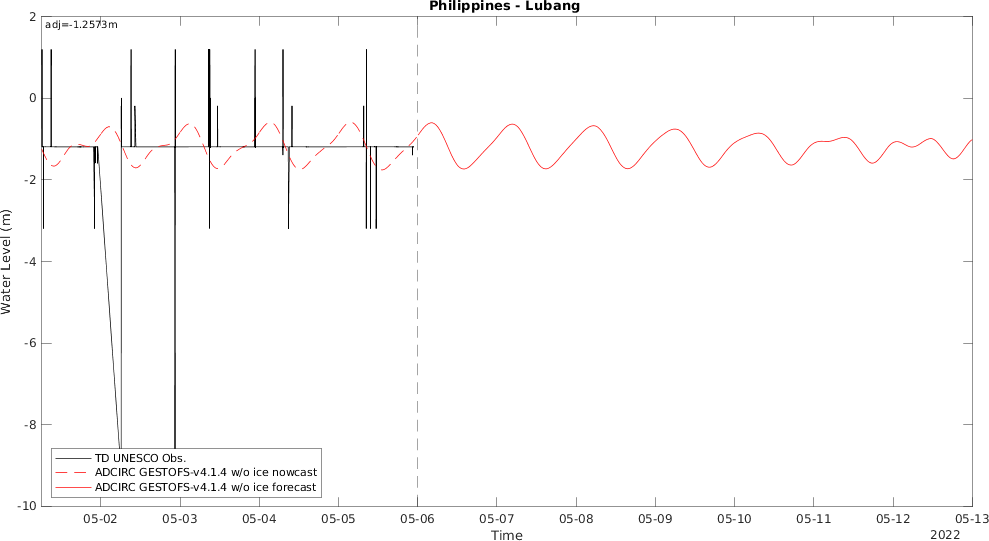 Philippines - Lubang
adj=-1.2573m
2
0
-2
-4
-6
-8
-10
Water Level (m)
TD UNESCO Obs.
ADCIRC GESTOFS-v4.1.4 w/o ice nowcast
ADCIRC GESTOFS-v4.1.4 w/o ice forecast
05-02 05-03 05-04 05-05 05-06 05-07 05-08 05-09 05-10 05-11 05-12 05-13
Time
2022